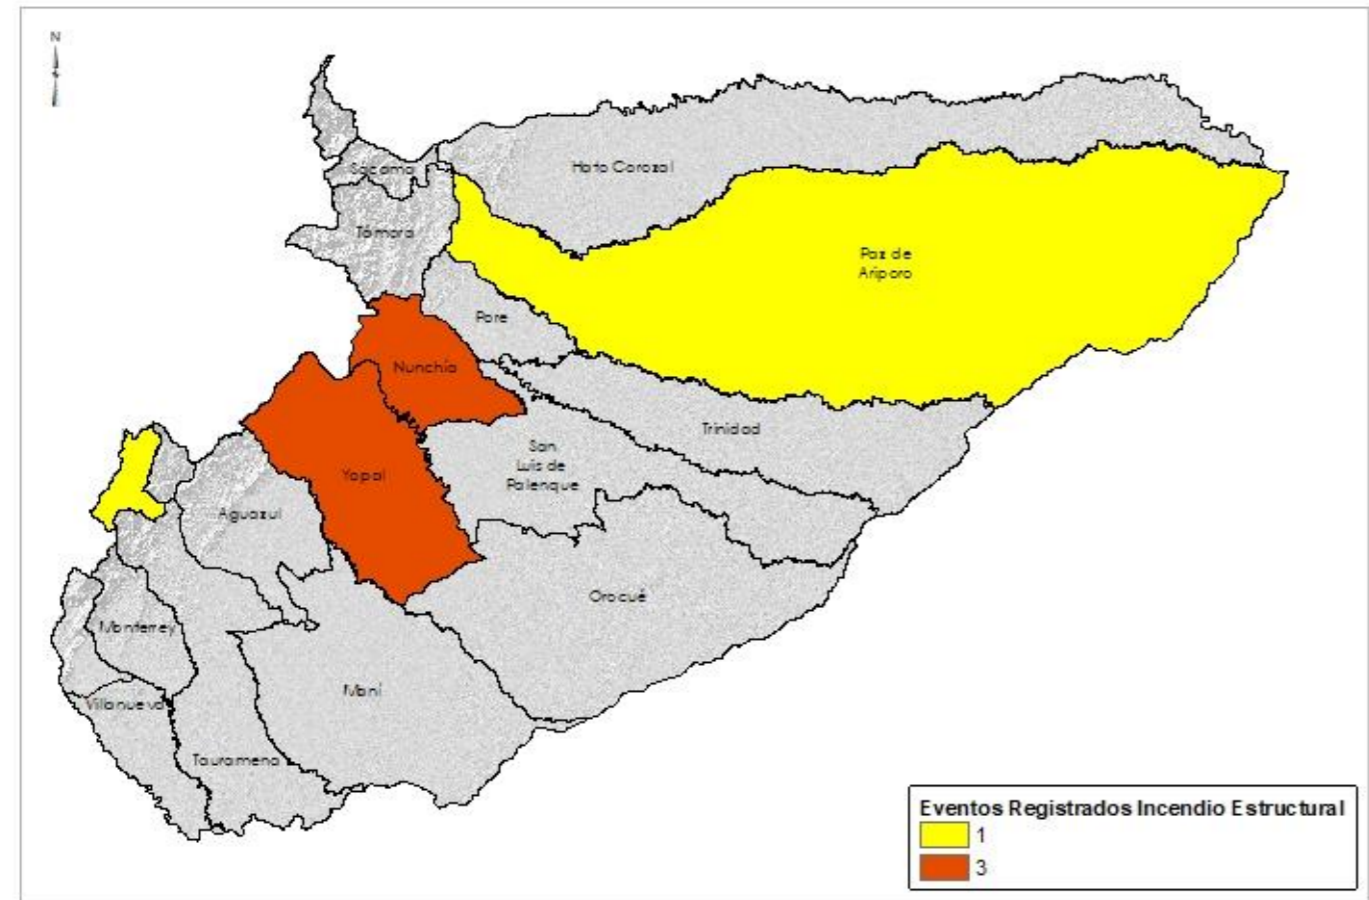 N
Hato Corozal
Sácama
Támara
Paz de
Ariporo
Pore
Nunchía
Trinidad
San
Luis de
Palenque
Yopal
Aguazul
Orocué
Monterrey
Maní
Villanueva
Tauramena
Eventos Registrados Incendio Estructural
1
3